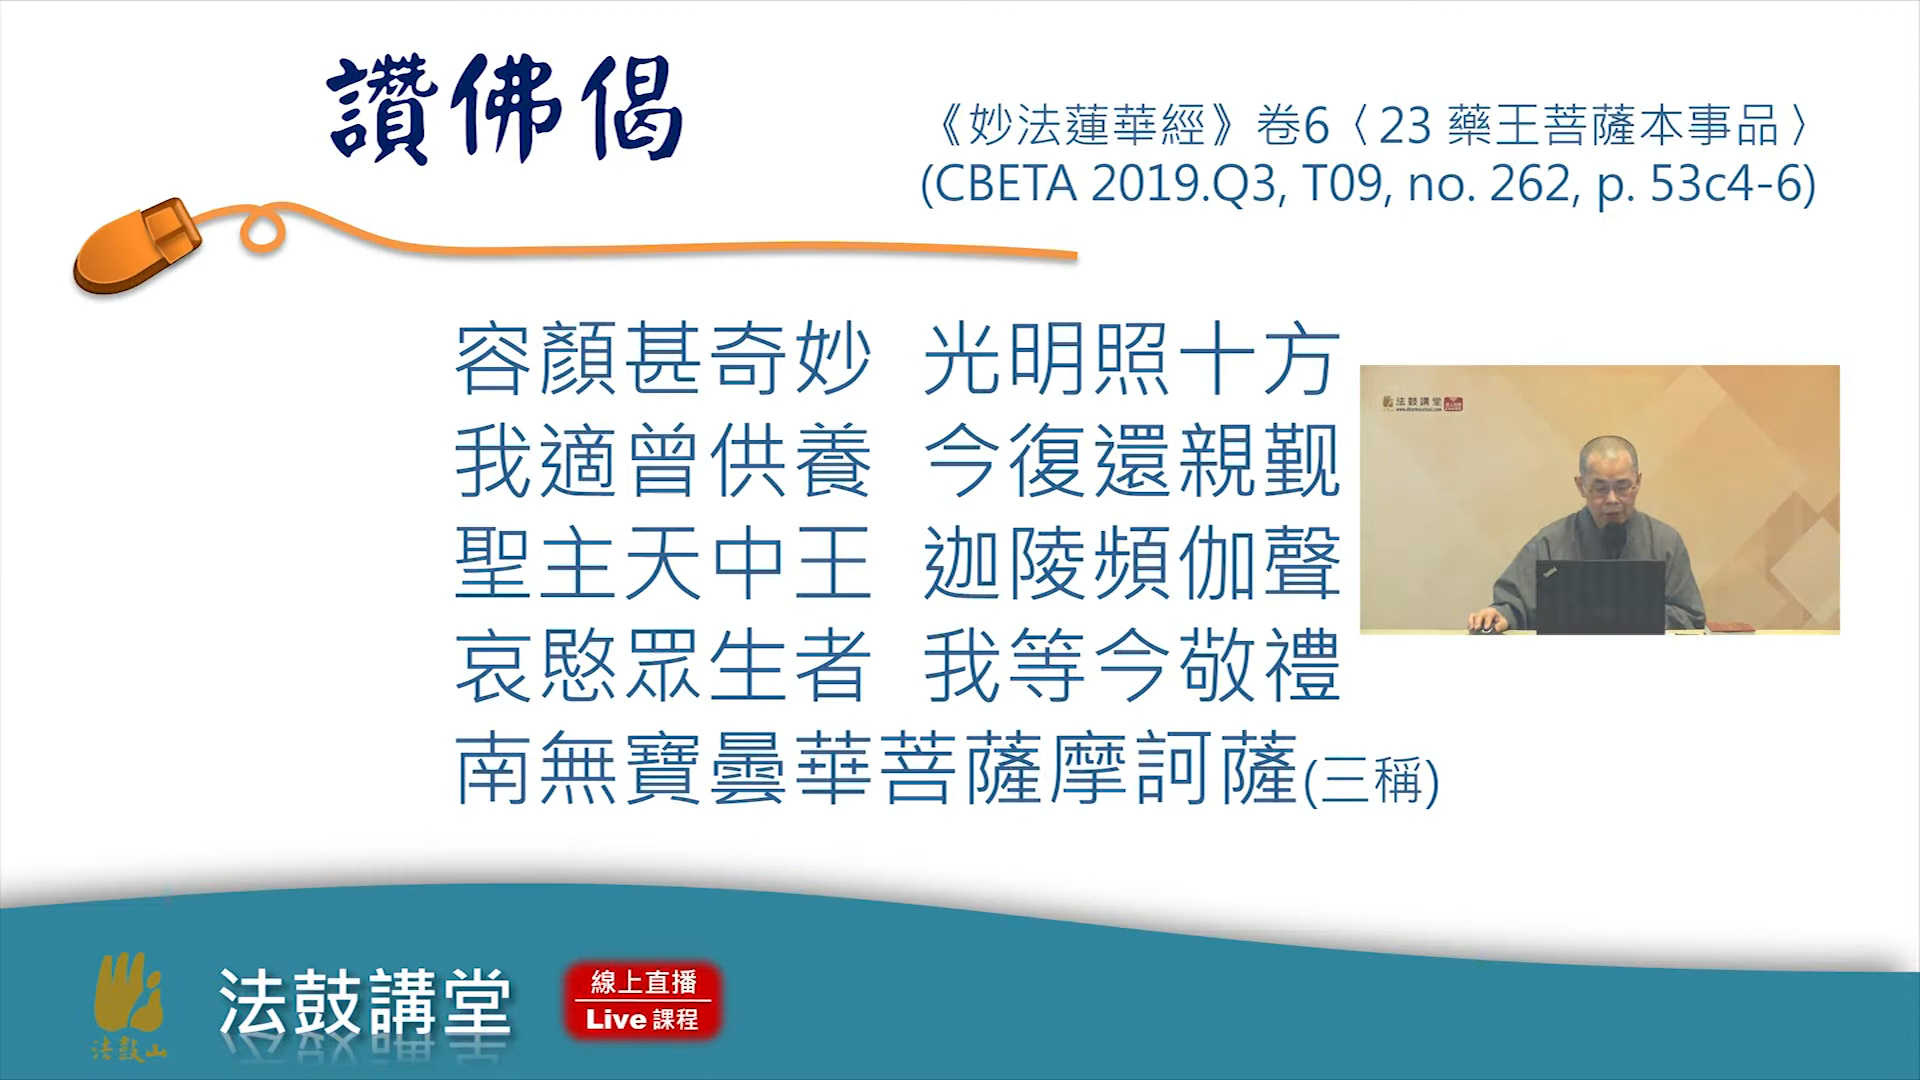 讚佛偈
《妙法蓮華經》卷6〈23 藥王菩薩本事品〉
(CBETA 2019.Q3, T09, no. 262, p. 53c4-6)
容顏甚奇妙 光明照十方
我適曾供養 今復還親覲
聖主天中王 迦陵頻伽聲
哀愍眾生者 我等今敬禮
南無寶曇華菩薩摩訶薩(三稱)
法鼓講堂
法鼓山
法鼓講堂
線上直播
Live 課程